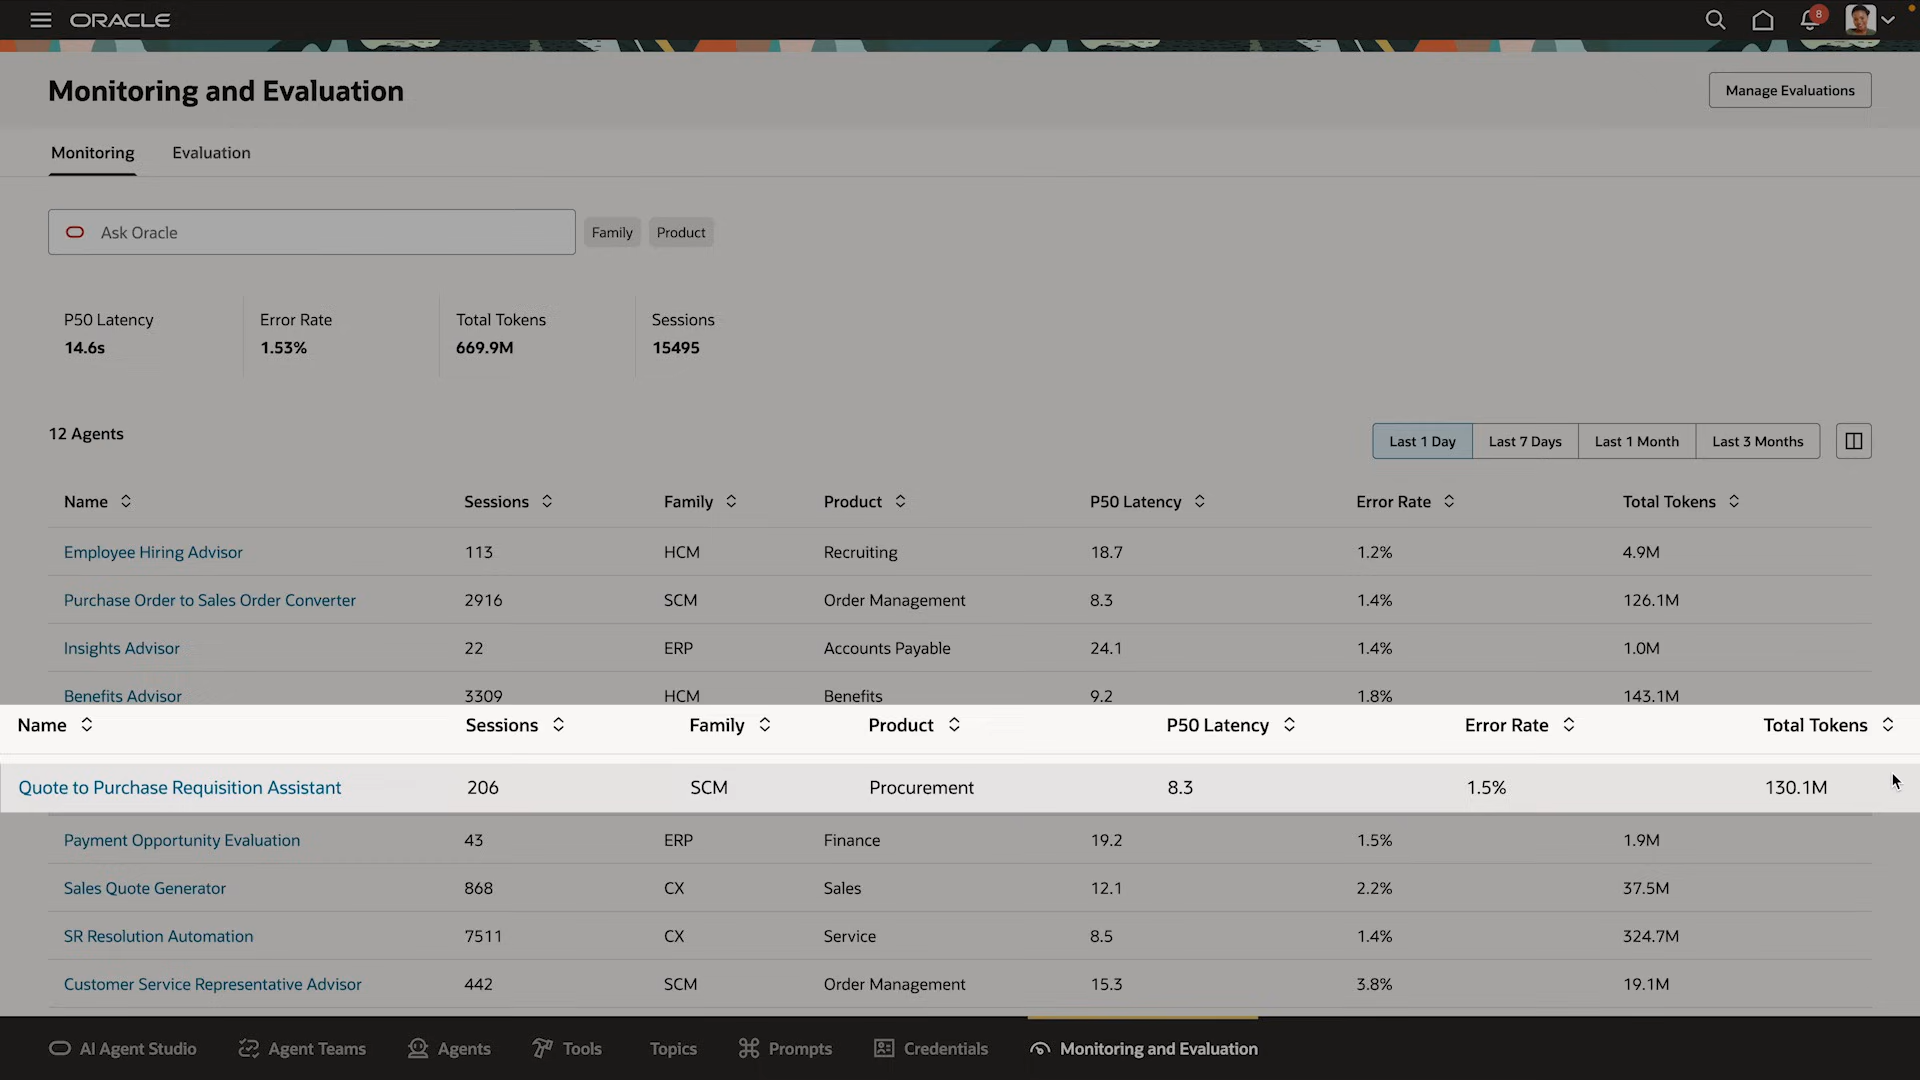 ORACLE
8
Monitoring and Evaluation
Manage Evaluations
Monitoring Evaluation
Ask Oracle Family Product
P50 Latency Error Rate Total Tokens Sessions
14.6s 1.53% 669.9M 15495
12 Agents
Last 1 Day Last 7 Days Last 1 Month Last 3 Months
Name Sessions Family Product P50 Latency Error Rate Total Tokens
Employee Hiring Advisor 113 HCM Recruiting 18.7 1.2% 4.9M
Purchase Order to Sales Order Converter 2916 SCM Order Management 8.3 1.4% 126.1M
Insights Advisor 22 ERP Accounts Payable 24.1 1.4% 1.0M
Benefits Advisor 3309 HCM Benefits 9.2 1.8% 143.1M
Name Sessions Family Product P50 Latency Error Rate Total Tokens
Quote to Purchase Requisition Assistant 206 SCM Procurement 8.3 1.5% 130.1M
Payment Opportunity Evaluation 43 ERP Finance 19.2 1.5% 1.9M
Sales Quote Generator 868 CX Sales 12.1 2.2% 37.5M
SR Resolution Automation 7511 CX Service 8.5 1.4% 324.7M
Customer Service Representative Advisor 442 SCM Order Management 15.3 3.8% 19.1M
AI Agent Studio Agent Teams Agents Tools Topics Prompts Credentials Monitoring and Evaluation